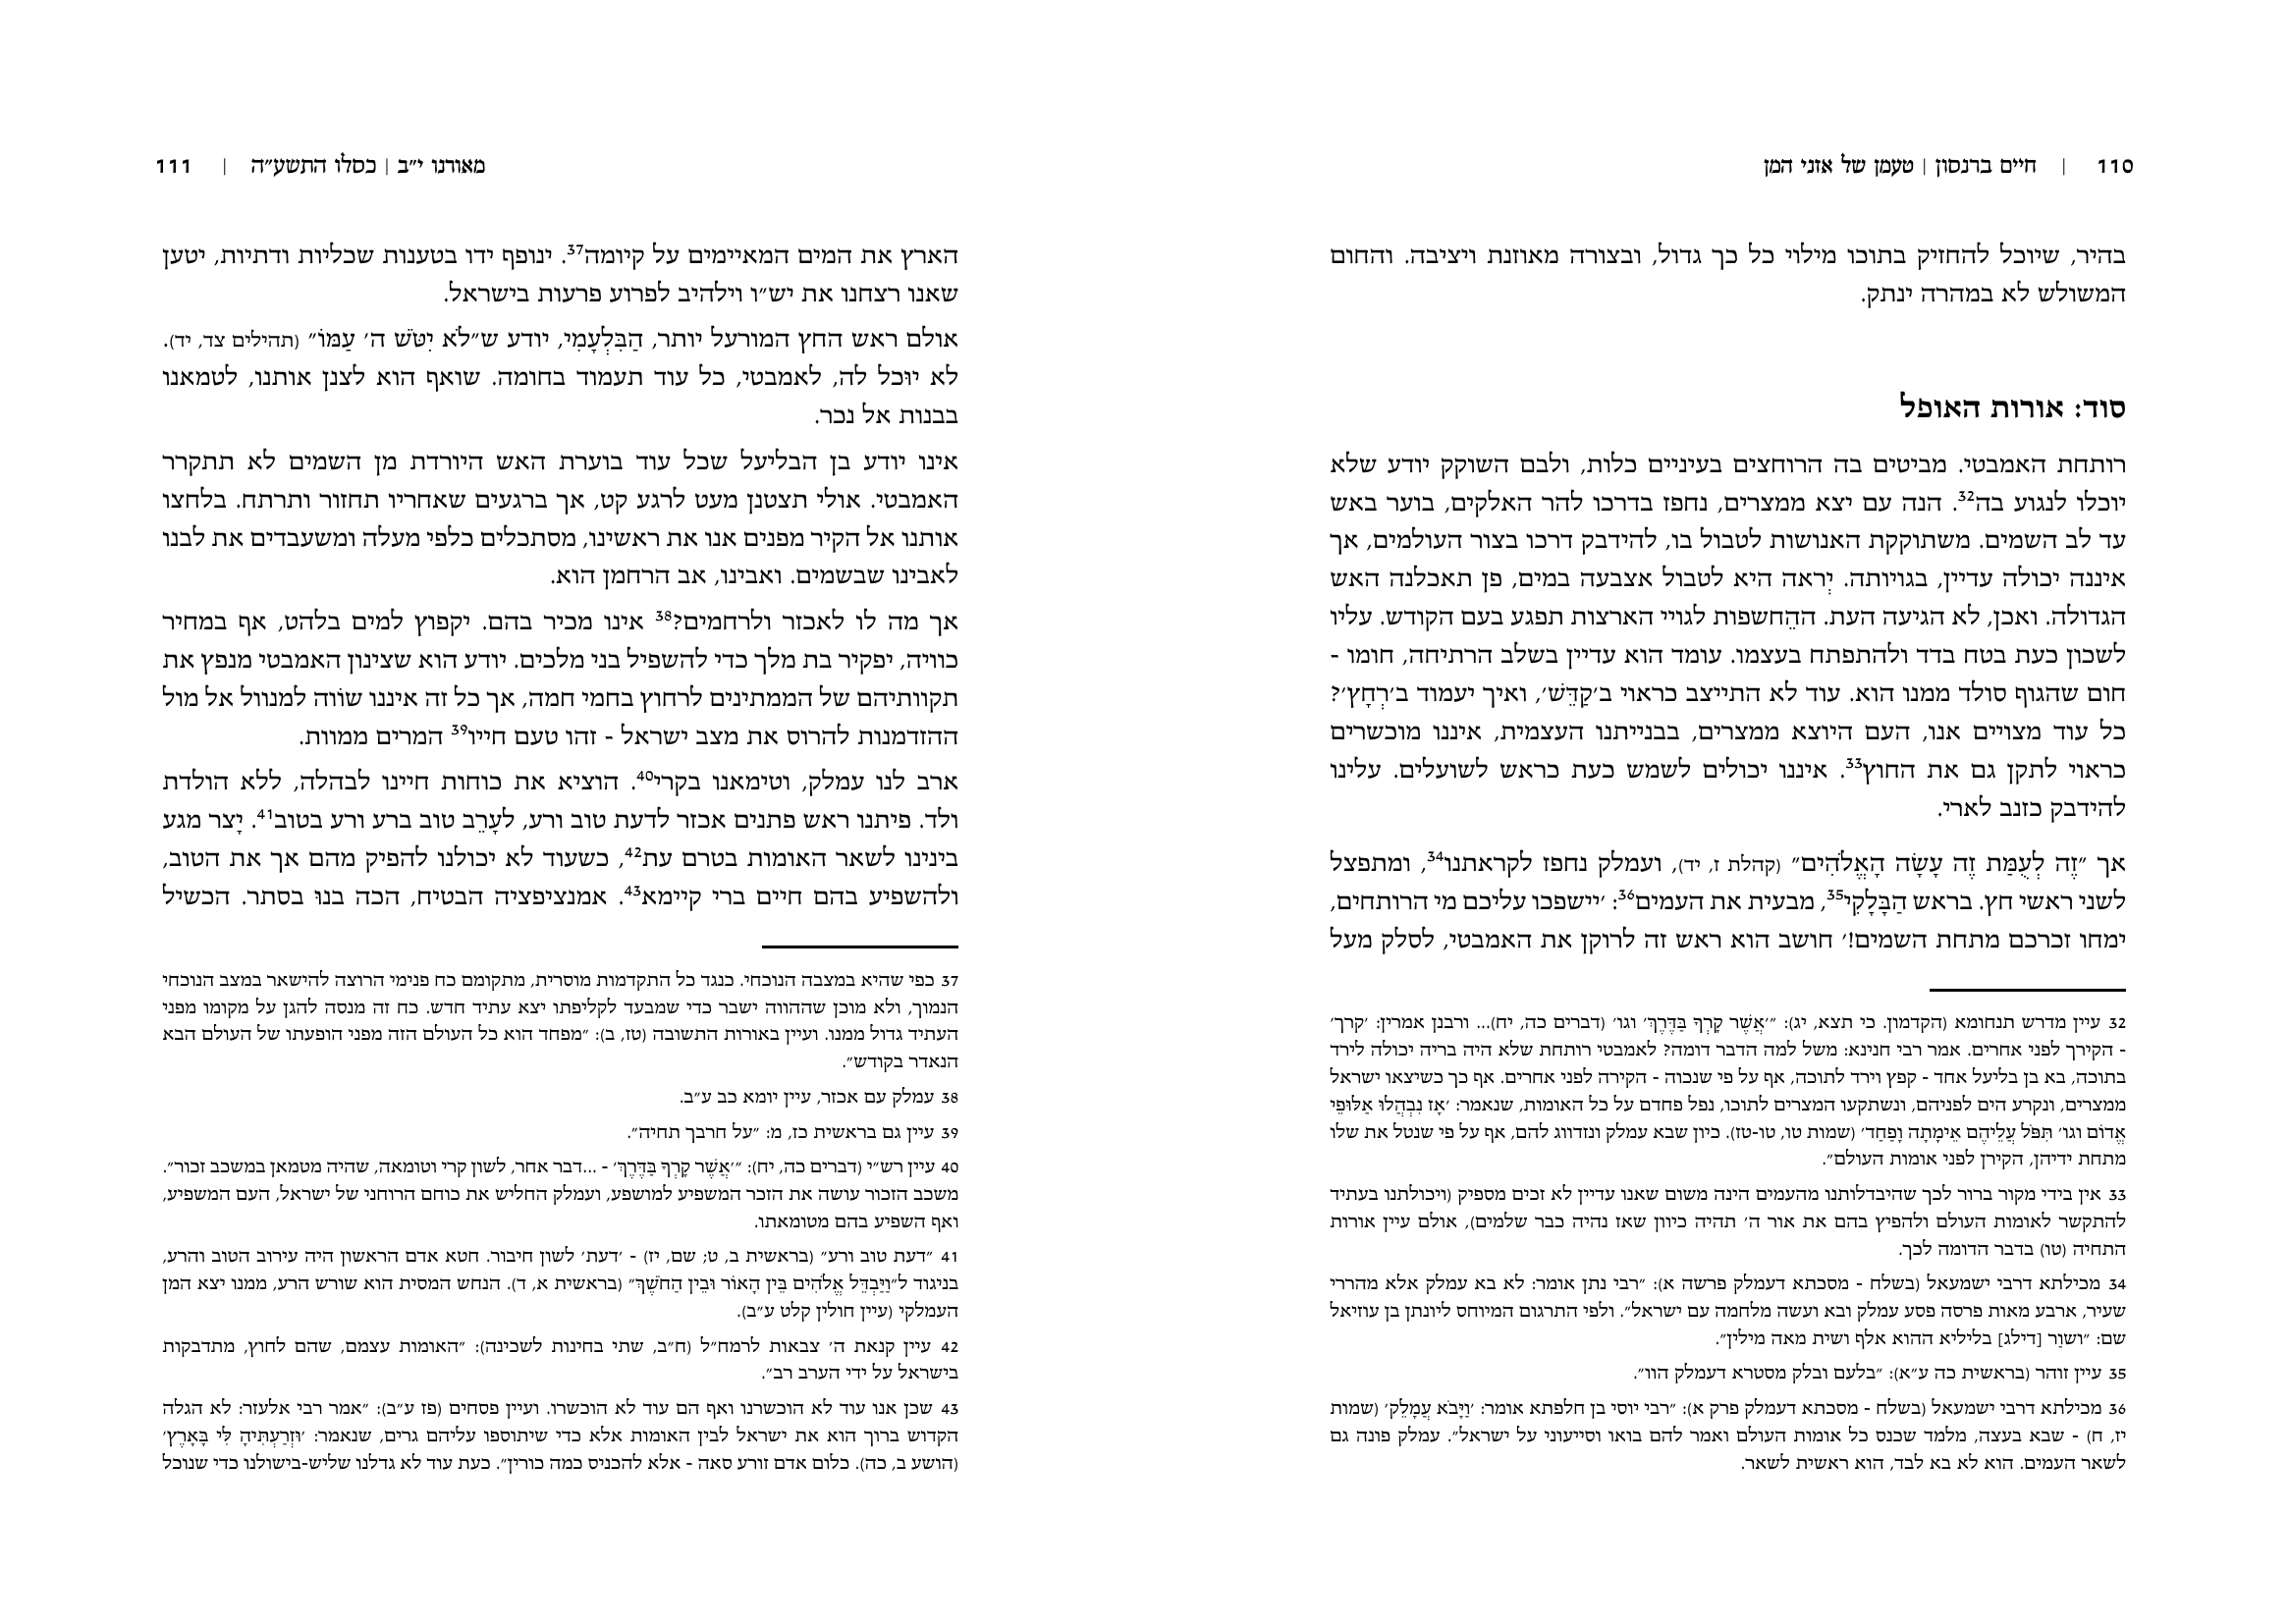 110 | חיים ברנסון | טעמן של אזני המן
בהיר, שיוכל להחזיק בתוכו מילוי כל כך גדול, ובצורה מאוזנת ויציבה. והחום
המשולש לא במהרה ינתק.
סוד: אורות האופל
רותחת האמבטי. מביטים בה הרוחצים בעיניים כלות, ולבם השוקק יודע שלא
יוכלו לנגוע בה32. הנה עם יצא ממצרים, נחפז בדרכו להר האלקים, בוער באש
עד לב השמים. משתוקקת האנושות לטבול בו, להידבק דרכו בצור העולמים, אך
איננה יכולה עדיין, בגויותה. יְראה היא לטבול אצבעה במים, פן תאכלנה האש
הגדולה. ואכן, לא הגיעה העת. ההֵחשפות לגויי הארצות תפגע בעם הקודש. עליו
לשכון כעת בטח בדד ולהתפתח בעצמו. עומד הוא עדיין בשלב הרתיחה, חומו -
חום שהגוף סולד ממנו הוא. עוד לא התייצב כראוי ב׳קַדֵּשׁ׳, ואיך יעמוד ב׳רְחָץ׳?
כל עוד מצויים אנו, העם היוצא ממצרים, בבנייתנו העצמית, איננו מוכשרים
כראוי לתקן גם את החוץ33. איננו יכולים לשמש כעת כראש לשועלים. עלינו
להידבק כזנב לארי.
אך ״זֶה לְעֻמַּת זֶה עָשָׂה הָאֱלֹהִים״ (קהלת ז, יד), ועמלק נחפז לקראתנו34, ומתפצל
לשני ראשי חץ. בראש הַבָּלָקִי35, מבעית את העמים36: ׳יישפכו עליכם מי הרותחים,
ימחו זכרכם מתחת השמים!׳ חושב הוא ראש זה לרוקן את האמבטי, לסלק מעל
32 עיין מדרש תנחומא (הקדמון. כי תצא, יג): ״׳אֲשֶׁר קָרְךָ בַּדֶּרֶךְ׳ וגו׳ (דברים כה, יח)... ורבנן אמרין: ׳קרך׳
- הקירך לפני אחרים. אמר רבי חנינא: משל למה הדבר דומה? לאמבטי רותחת שלא היה בריה יכולה לירד
בתוכה, בא בן בליעל אחד - קפץ וירד לתוכה, אף על פי שנכוה - הקירה לפני אחרים. אף כך כשיצאו ישראל
ממצרים, ונקרע הים לפניהם, ונשתקעו המצרים לתוכו, נפל פחדם על כל האומות, שנאמר: ׳אָז נִבְהֲלוּ אַלּוּפֵי
אֱדוֹם וגו׳ תִּפֹּל עֲלֵיהֶם אֵימָתָה וָפַחַד׳ (שמות טו, טו-טז). כיון שבא עמלק ונזדווג להם, אף על פי שנטל את שלו
מתחת ידיהן, הקירן לפני אומות העולם״.
33 אין בידי מקור ברור לכך שהיבדלותנו מהעמים הינה משום שאנו עדיין לא זכים מספיק (ויכולתנו בעתיד
להתקשר לאומות העולם ולהפיץ בהם את אור ה׳ תהיה כיוון שאז נהיה כבר שלמים), אולם עיין אורות
התחיה (טו) בדבר הדומה לכך.
34 מכילתא דרבי ישמעאל (בשלח - מסכתא דעמלק פרשה א): ״רבי נתן אומר: לא בא עמלק אלא מהררי
שעיר, ארבע מאות פרסה פסע עמלק ובא ועשה מלחמה עם ישראל״. ולפי התרגום המיוחס ליונתן בן עוזיאל
שם: ״ושוַר [דילג] בליליא ההוא אלף ושית מאה מילין״.
35 עיין זוהר (בראשית כה ע״א): ״בלעם ובלק מסטרא דעמלק הוו״.
36 מכילתא דרבי ישמעאל (בשלח - מסכתא דעמלק פרק א): ״רבי יוסי בן חלפתא אומר: ׳וַיָּבֹא עֲמָלֵק׳ (שמות
יז, ח) - שבא בעצה, מלמד שכנס כל אומות העולם ואמר להם בואו וסייעוני על ישראל״. עמלק פונה גם
לשאר העמים. הוא לא בא לבד, הוא ראשית לשאר.
מאורנו י״ב | כסלו התשע״ה | 111
הארץ את המים המאיימים על קיומה37. ינופף ידו בטענות שכליות ודתיות, יטען
שאנו רצחנו את יש״ו וילהיב לפרוע פרעות בישראל.
אולם ראש החץ המורעל יותר, הַבִּלְעָמִי, יודע ש״לֹא יִטֹּשׁ ה׳ עַמּוֹ״ (תהילים צד, יד).
לא יוּכל לה, לאמבטי, כל עוד תעמוד בחומה. שואף הוא לצנן אותנו, לטמאנו
בבנות אל נכר.
אינו יודע בן הבליעל שכל עוד בוערת האש היורדת מן השמים לא תתקרר
האמבטי. אולי תצטנן מעט לרגע קט, אך ברגעים שאחריו תחזור ותרתח. בלחצו
אותנו אל הקיר מפנים אנו את ראשינו, מסתכלים כלפי מעלה ומשעבדים את לבנו
לאבינו שבשמים. ואבינו, אב הרחמן הוא.
אך מה לו לאכזר ולרחמים?38 אינו מכיר בהם. יקפוץ למים בלהט, אף במחיר
כוויה, יפקיר בת מלך כדי להשפיל בני מלכים. יודע הוא שצינון האמבטי מנפץ את
תקוותיהם של הממתינים לרחוץ בחמי חמה, אך כל זה איננו שׁוֹוה למנוול אל מול
ההזדמנות להרוס את מצב ישראל - זהו טעם חייו39 המרים ממוות.
ארב לנו עמלק, וטימאנו בקרי40. הוציא את כוחות חיינו לבהלה, ללא הולדת
ולד. פיתנו ראש פתנים אכזר לדעת טוב ורע, לעָרֵב טוב ברע ורע בטוב41. יָצר מגע
בינינו לשאר האומות בטרם עת42, כשעוד לא יכולנו להפיק מהם אך את הטוב,
ולהשפיע בהם חיים ברי קיימא43. אמנציפציה הבטיח, הכה בנוּ בסתר. הכשיל
37 כפי שהיא במצבה הנוכחי. כנגד כל התקדמות מוסרית, מתקומם כח פנימי הרוצה להישאר במצב הנוכחי
הנמוך, ולא מוכן שההווה ישבר כדי שמבעד לקליפתו יצא עתיד חדש. כח זה מנסה להגן על מקומו מפני
העתיד גדול ממנו. ועיין באורות התשובה (טז, ב): ״מפחד הוא כל העולם הזה מפני הופעתו של העולם הבא
הנאדר בקודש״.
38 עמלק עם אכזר, עיין יומא כב ע״ב.
39 עיין גם בראשית כז, מ: ״על חרבך תחיה״.
40 עיין רש״י (דברים כה, יח): ״׳אֲשֶׁר קָרְךָ בַּדֶּרֶךְ׳ - ...דבר אחר, לשון קרי וטומאה, שהיה מטמאן במשכב זכור״.
משכב הזכור עושה את הזכר המשפיע למושפע, ועמלק החליש את כוחם הרוחני של ישראל, העם המשפיע,
ואף השפיע בהם מטומאתו.
41 ״דעת טוב ורע״ (בראשית ב, ט; שם, יז) - ׳דעת׳ לשון חיבור. חטא אדם הראשון היה עירוב הטוב והרע,
בניגוד ל״וַיַּבְדֵּל אֱלֹהִים בֵּין הָאוֹר וּבֵין הַחֹשֶׁךְ״ (בראשית א, ד). הנחש המסית הוא שורש הרע, ממנו יצא המן
העמלקי (עיין חולין קלט ע״ב).
42 עיין קנאת ה׳ צבאות לרמח״ל (ח״ב, שתי בחינות לשכינה): ״האומות עצמם, שהם לחוץ, מתדבקות
בישראל על ידי הערב רב״.
43 שכן אנו עוד לא הוכשרנו ואף הם עוד לא הוכשרו. ועיין פסחים (פז ע״ב): ״אמר רבי אלעזר: לא הגלה
הקדוש ברוך הוא את ישראל לבין האומות אלא כדי שיתוספו עליהם גרים, שנאמר: ׳וּזְרַעְתִּיהָ לִּי בָּאָרֶץ׳
(הושע ב, כה). כלום אדם זורע סאה - אלא להכניס כמה כורין״. כעת עוד לא גדלנו שליש-בישולנו כדי שנוכל